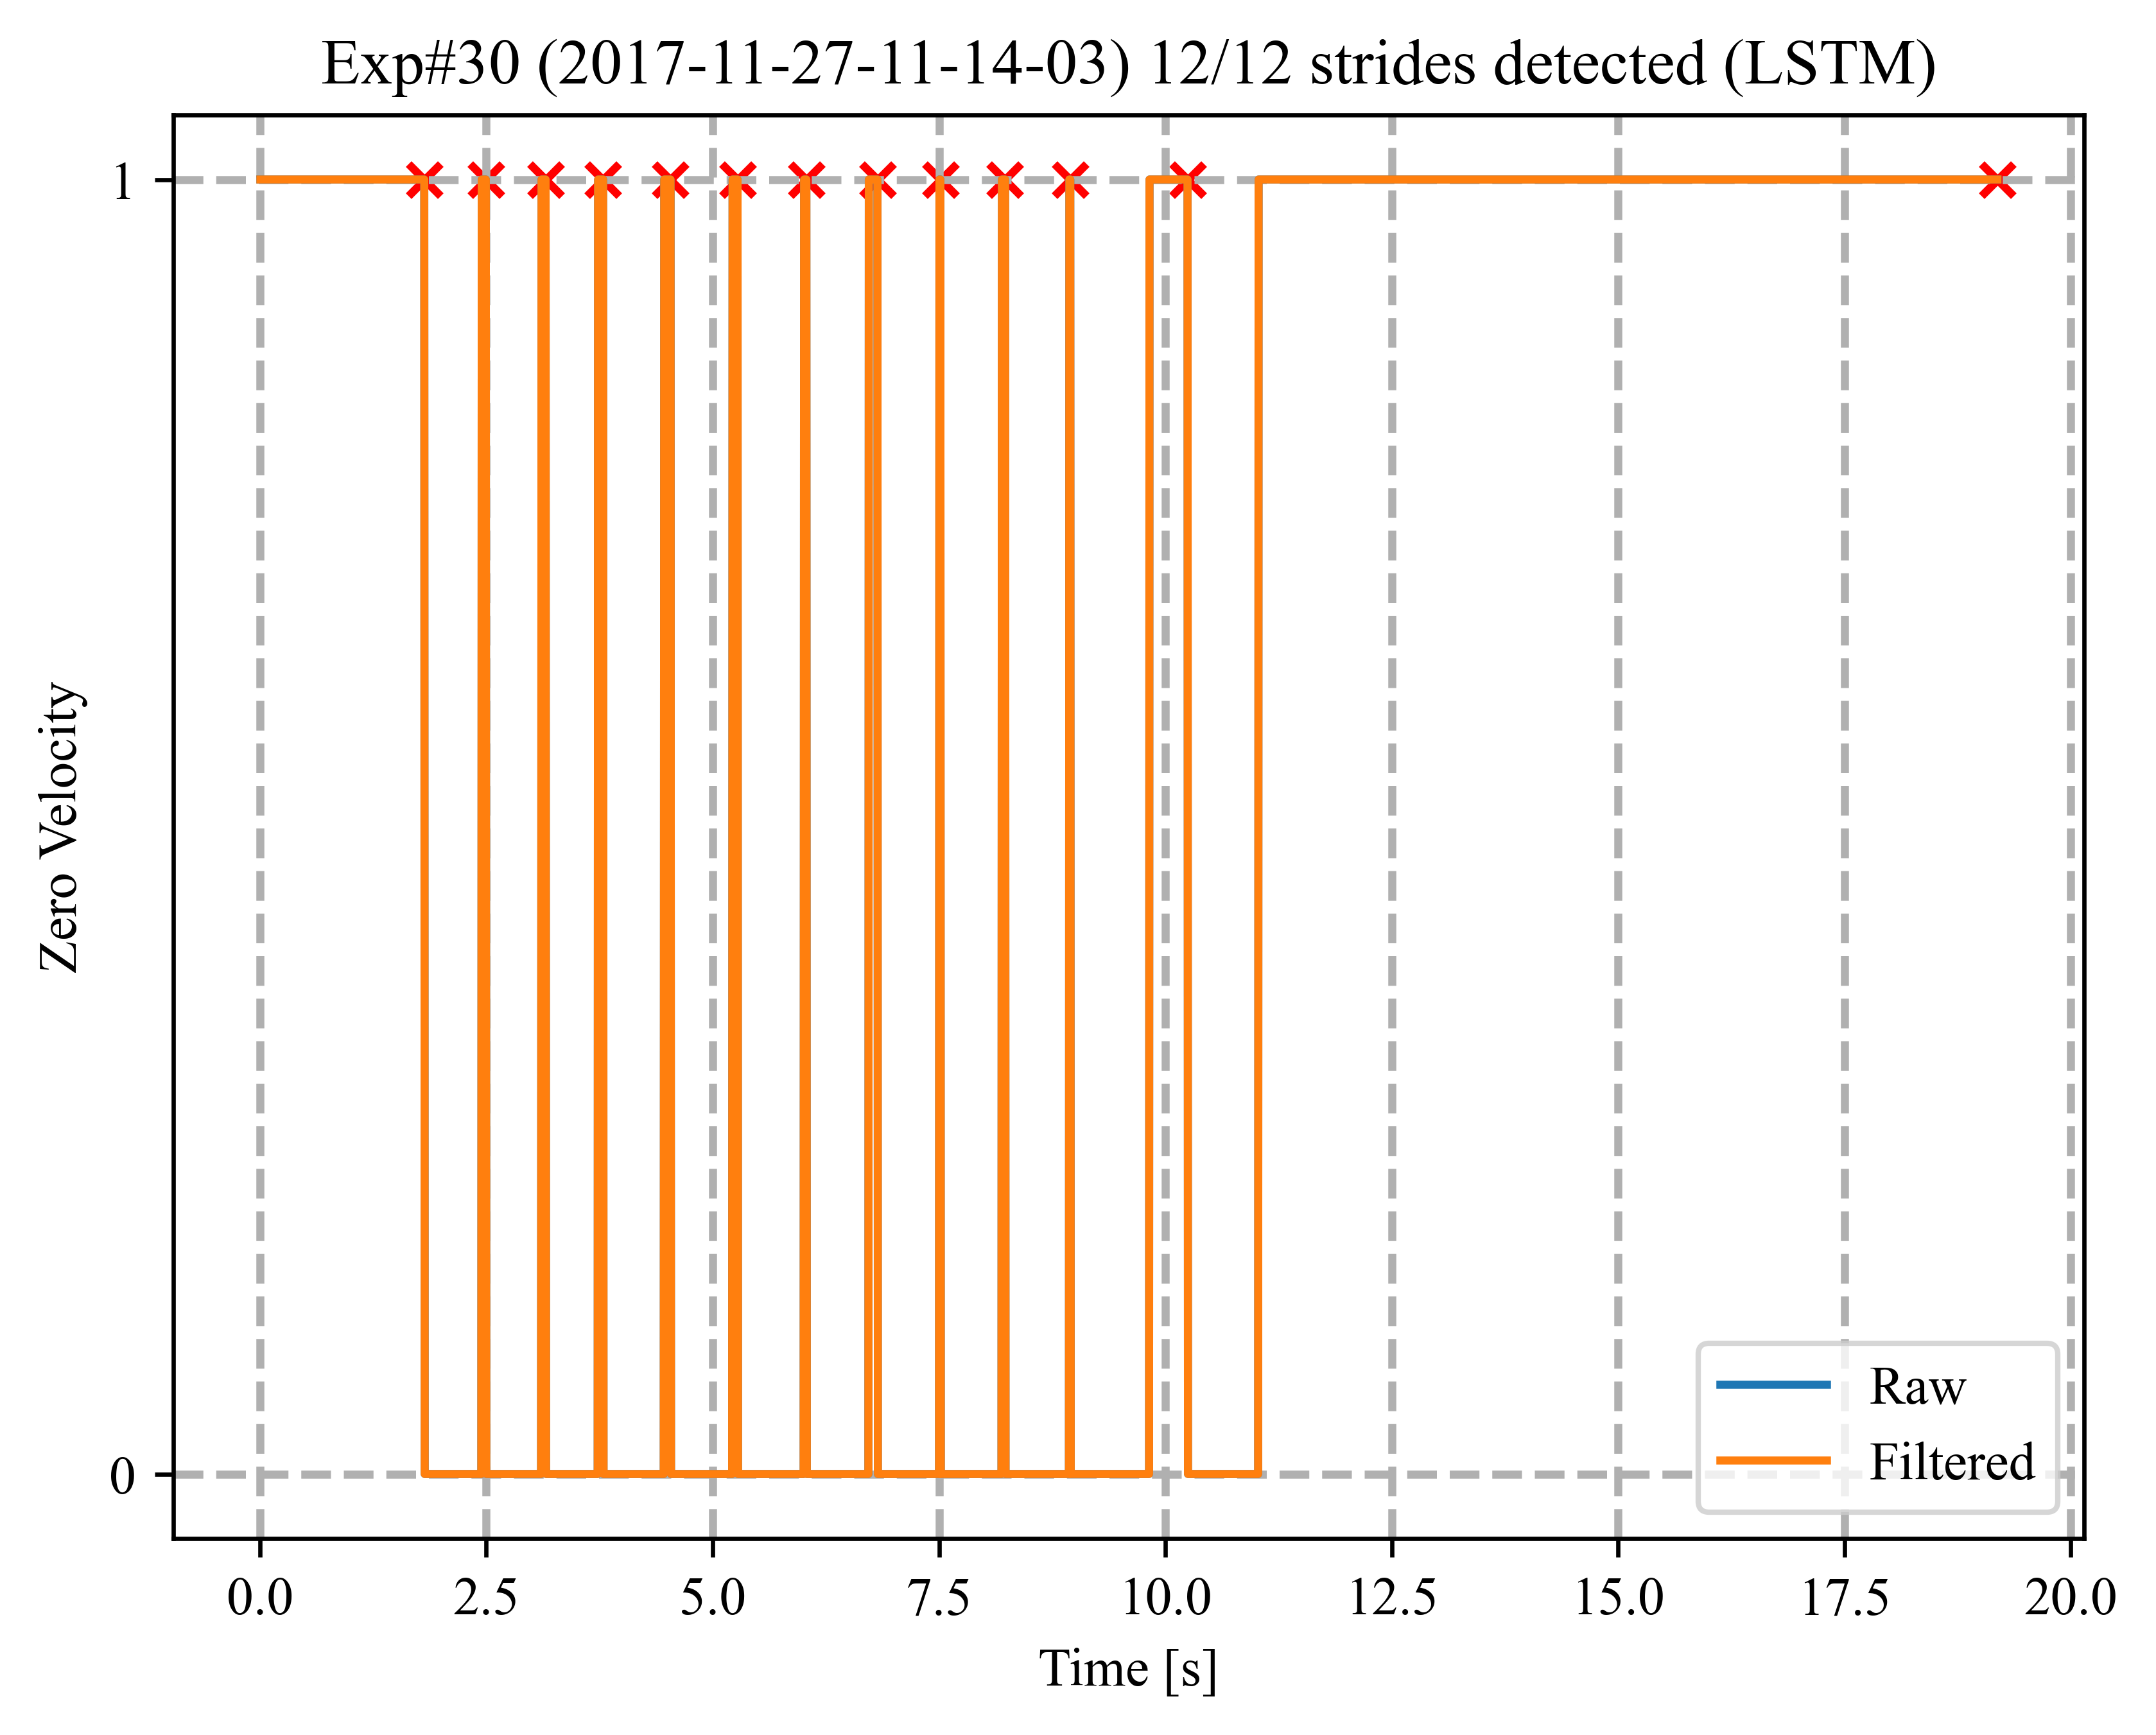 Exp#30 (2017-11-27-11-14-03) 12/12 strides detected (LSTM)
1
Zero Velocity
0
Raw
Filtered
0.0 2.5 5.0 7.5 10.0 12.5 15.0 17.5 20.0
Time [s]